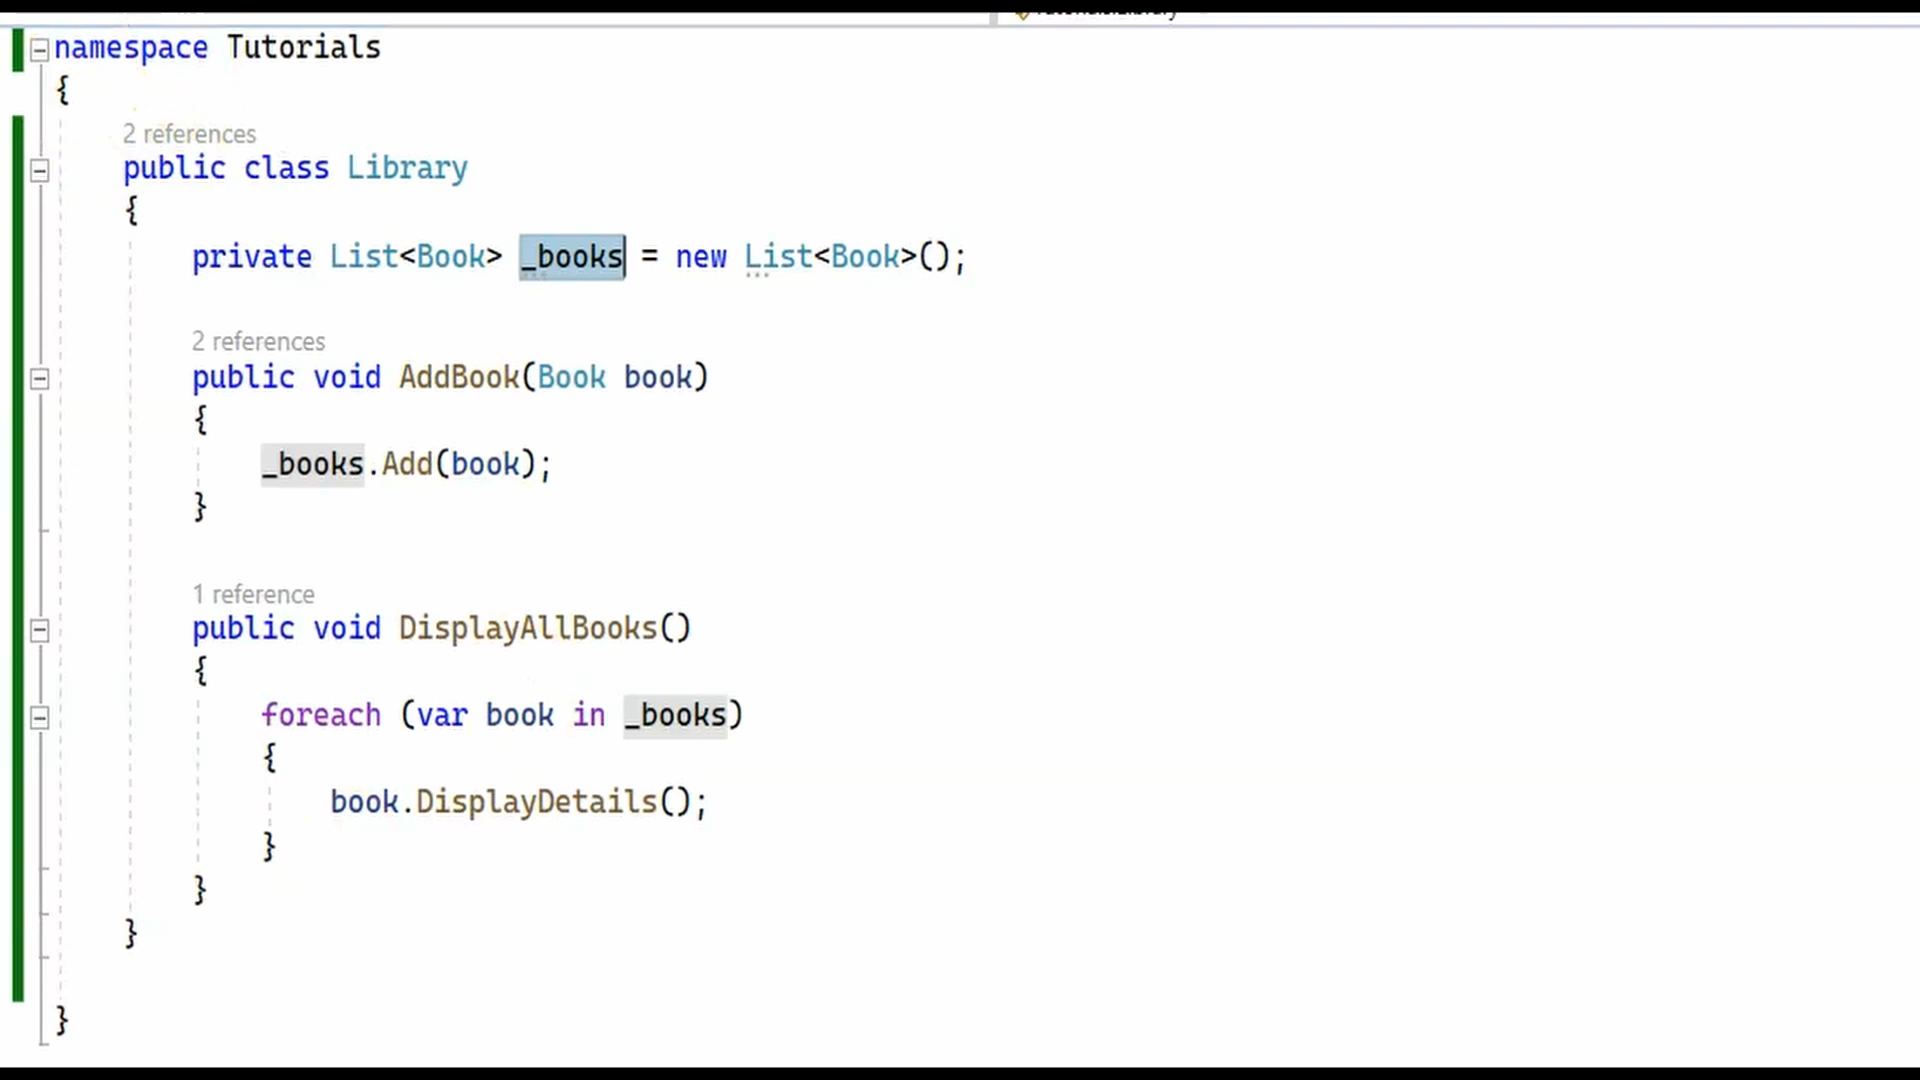 namespace Tutorials
{
2 references
public class Library
{
private List<Book> _books = new List<Book>();
2 references
public void AddBook(Book book)
{
_books.Add(book);
}
1 reference
public void DisplayAllBooks()
{
foreach (var book in _books)
{
book.DisplayDetails();
}
}
}
}